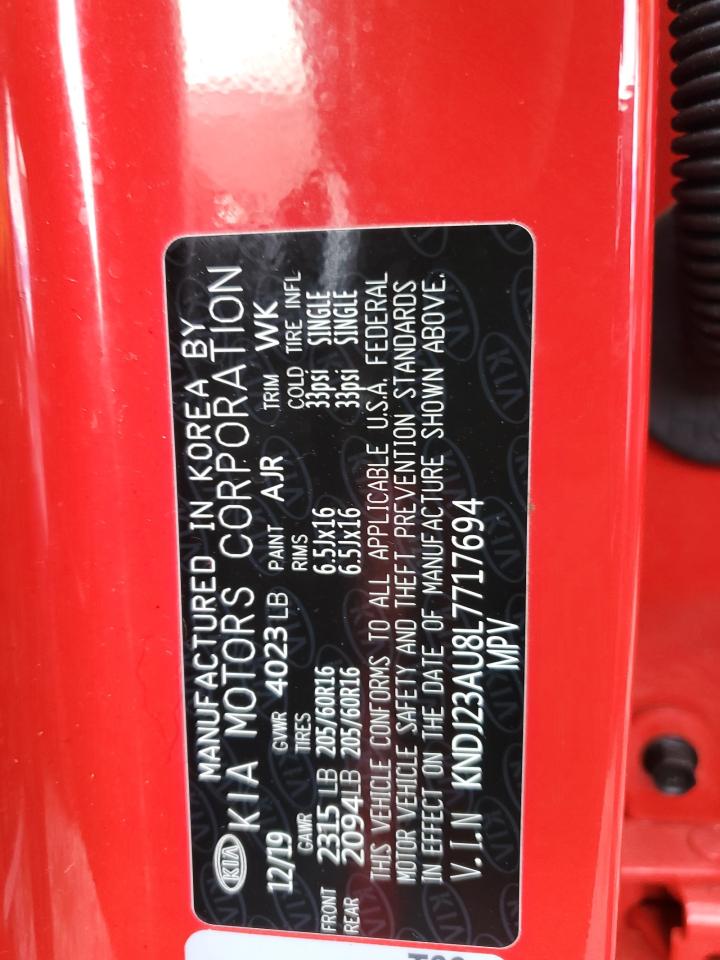 MANUFACTURED IN KOREA BY
KIA KIA MOTORS CORPORATION
12/19 GVWR 4023 LB PAINT AJR TRIM WK
GAWR TIRES RIMS COLD TIRE INFL
FRONT 2315 LB 205/60R16 6.5Jx16 33psi SINGLE
REAR 2094LB 205/60R16 6.5Jx16 33psi SINGLE
THIS VEHICLE CONFORMS TO ALL APPLICABLE U.S.A. FEDERAL
MOTOR VEHICLE SAFETY AND THEFT PREVENTION STANDARDS
IN EFFECT ON THE DATE OF MANUFACTURE SHOWN ABOVE.
V.I.N KNDJ23AU8L7717694
MPV